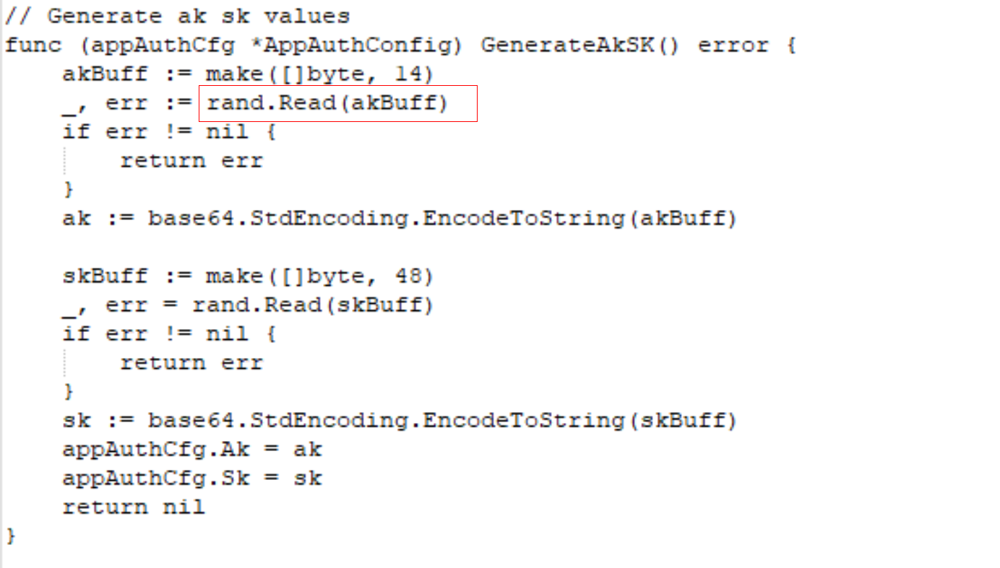 // Generate ak sk values
func (appAuthCfg *AppAuthConfig) GenerateAkSK() error {
    akBuff := make([]byte, 14)
    _, err := rand.Read(akBuff)
    if err != nil {
        return err
    }
    ak := base64.StdEncoding.EncodeToString(akBuff)

    skBuff := make([]byte, 48)
    _, err = rand.Read(skBuff)
    if err != nil {
        return err
    }
    sk := base64.StdEncoding.EncodeToString(skBuff)
    appAuthCfg.Ak = ak
    appAuthCfg.Sk = sk
    return nil
}